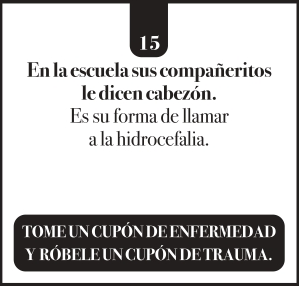 15
En la escuela sus compañeritos
le dicen cabezón.
Es su forma de llamar
a la hidrocefalia.
TOME UN CUPÓN DE ENFERMEDAD
Y RÓBELE UN CUPÓN DE TRAUMA.